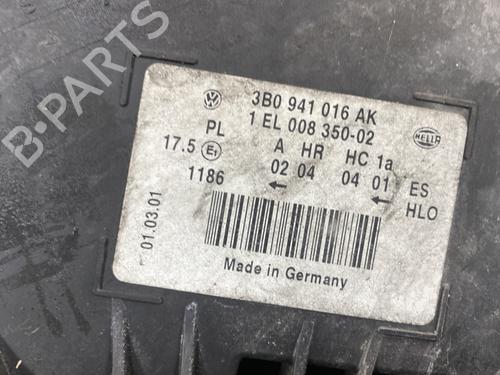 B-PARTS
3B0 941 016 AK
1 EL 008 350-02
HELLA
PL A HR HC 1a
17.5 E1 02 04 04 01 ES
1186 ← ← HLO
01.03.01
Made in Germany